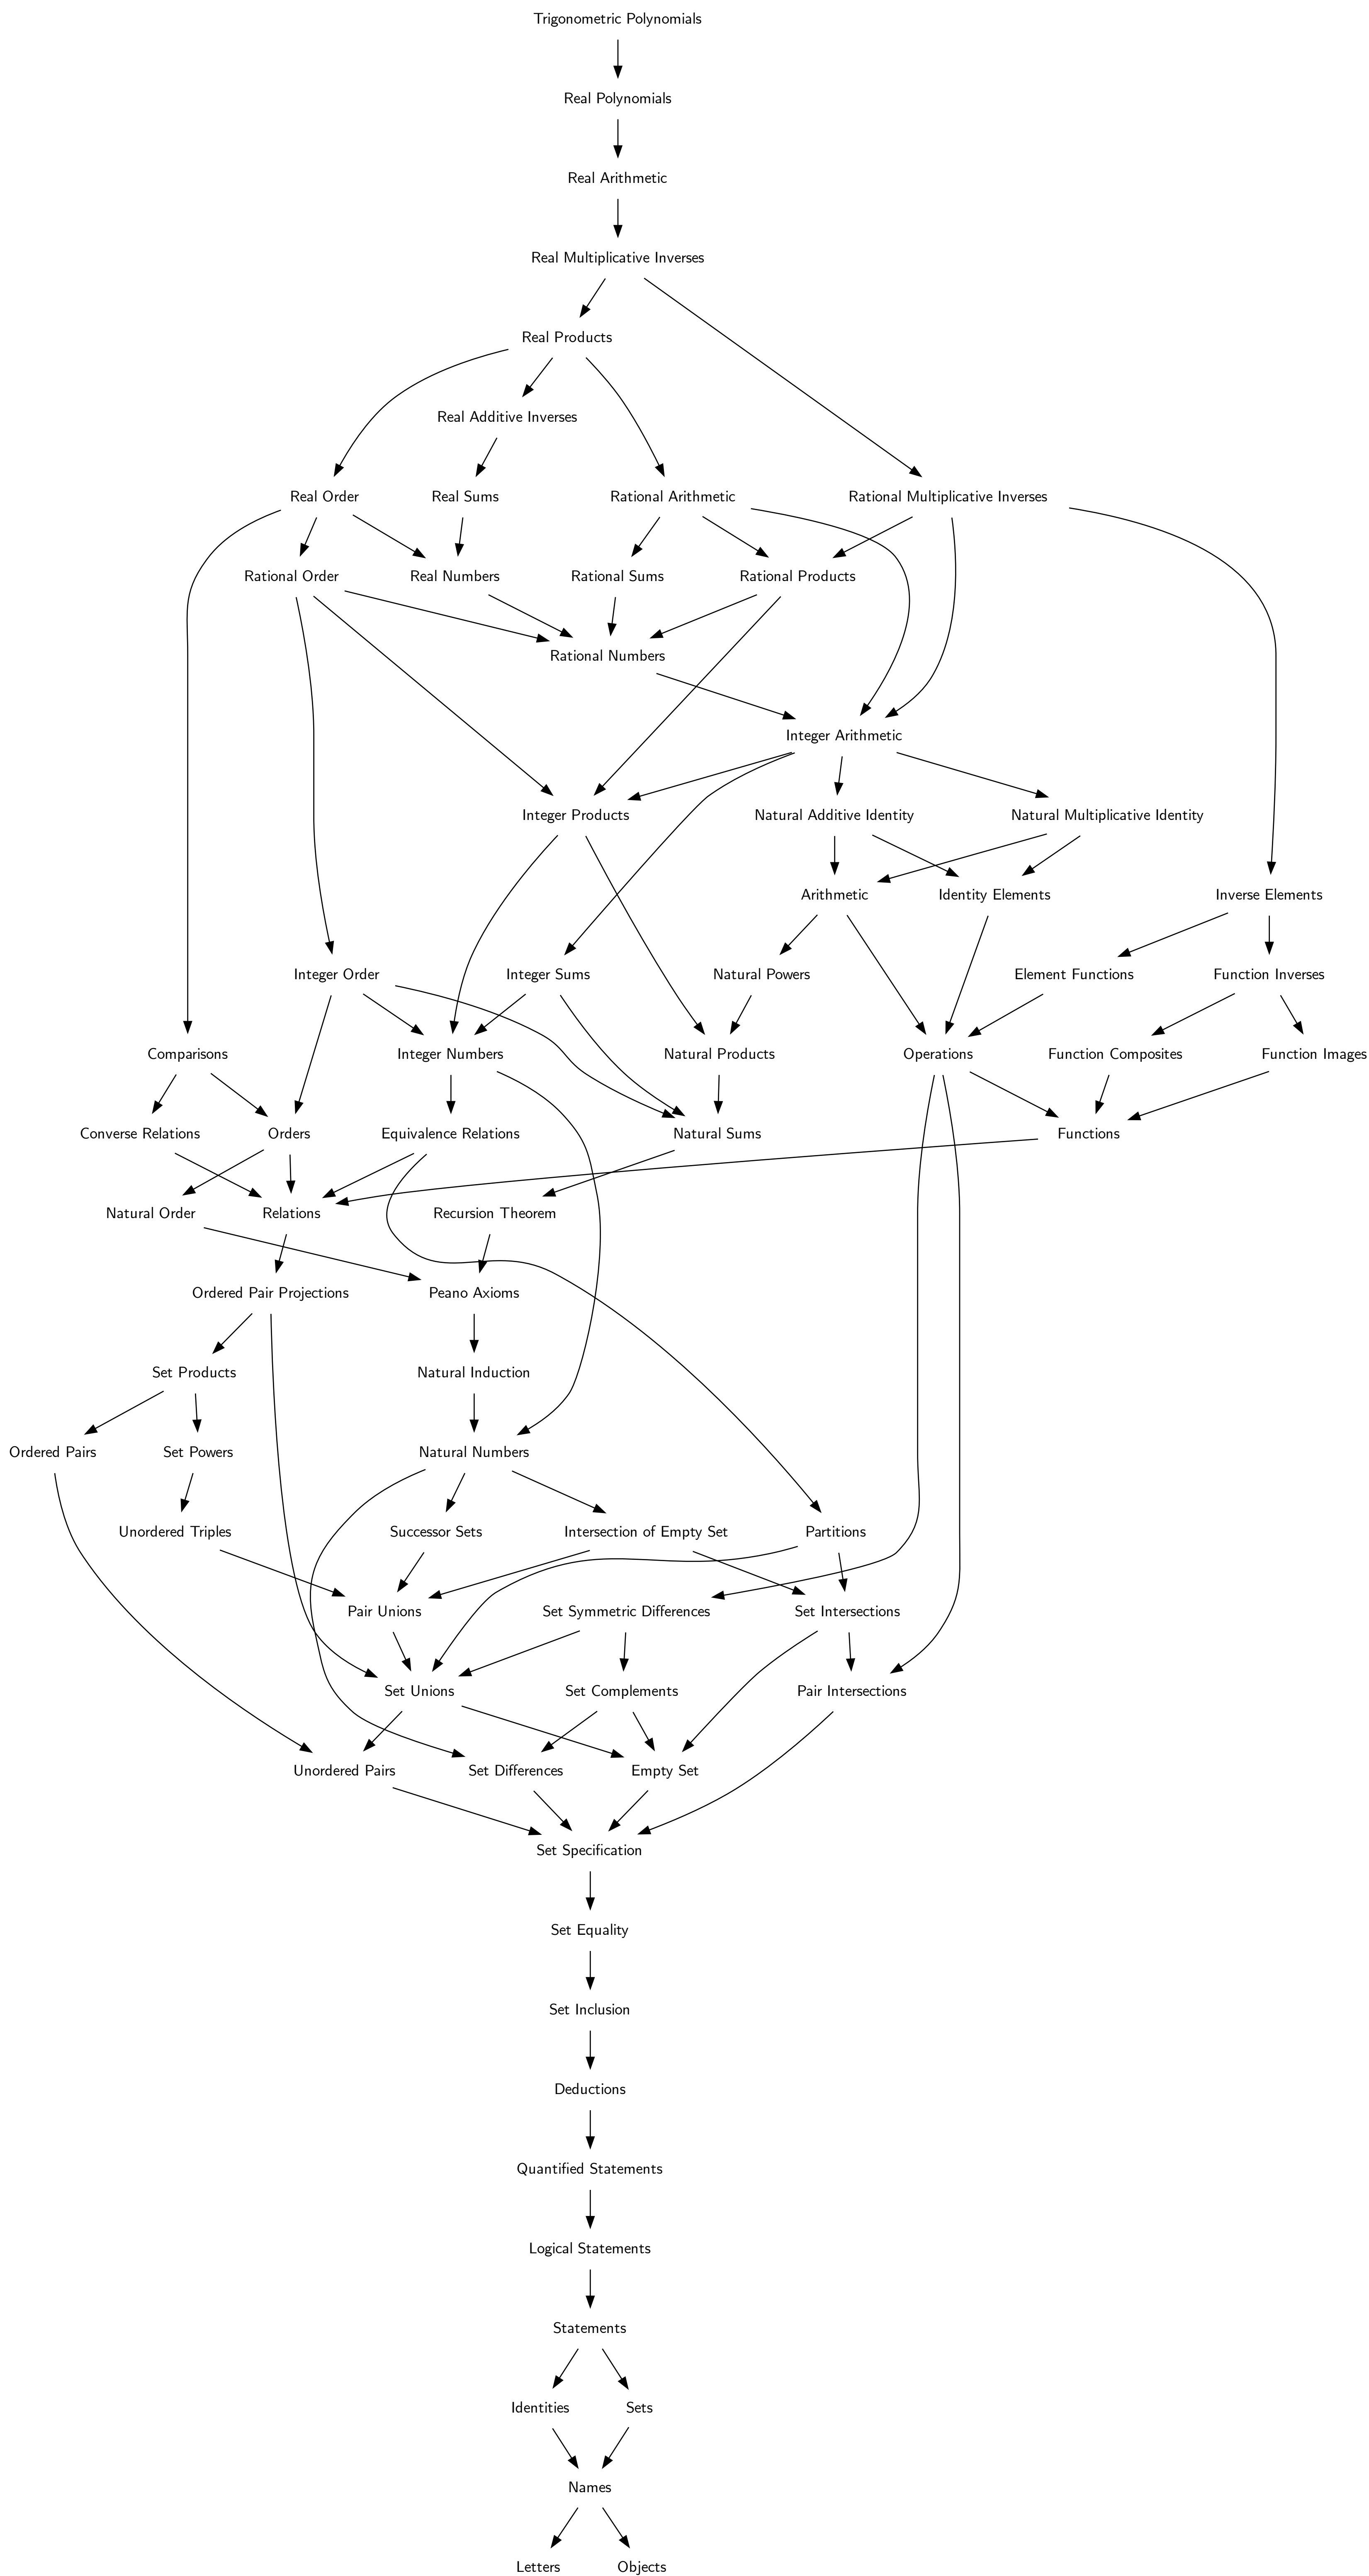 Trigonometric Polynomials
Real Polynomials
Real Arithmetic
Real Multiplicative Inverses
Real Products
Real Additive Inverses
Real Order
Real Sums
Rational Arithmetic
Rational Multiplicative Inverses
Rational Order
Real Numbers
Rational Sums
Rational Products
Rational Numbers
Integer Arithmetic
Integer Products
Natural Additive Identity
Natural Multiplicative Identity
Arithmetic
Identity Elements
Inverse Elements
Integer Order
Integer Sums
Natural Powers
Element Functions
Function Inverses
Comparisons
Integer Numbers
Natural Products
Operations
Function Composites
Function Images
Converse Relations
Orders
Equivalence Relations
Natural Sums
Functions
Natural Order
Relations
Recursion Theorem
Ordered Pair Projections
Peano Axioms
Set Products
Natural Induction
Ordered Pairs
Set Powers
Natural Numbers
Unordered Triples
Successor Sets
Intersection of Empty Set
Partitions
Pair Unions
Set Symmetric Differences
Set Intersections
Set Unions
Set Complements
Pair Intersections
Unordered Pairs
Set Differences
Empty Set
Set Specification
Set Equality
Set Inclusion
Deductions
Quantified Statements
Logical Statements
Statements
Identities
Sets
Names
Letters
Objects